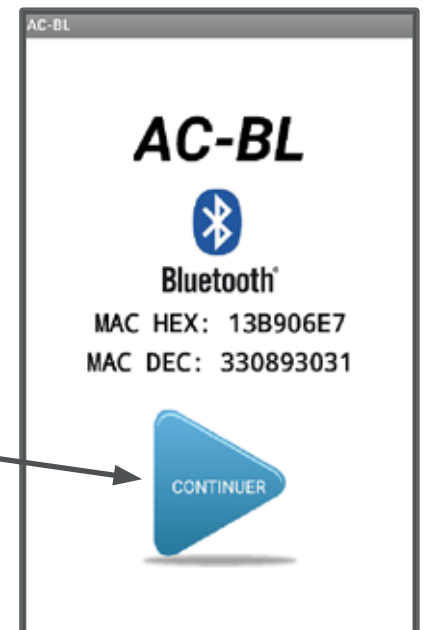 AC-BL
AC-BL
Bluetooth®
MAC HEX: 13B906E7
MAC DEC: 330893031
CONTINUER